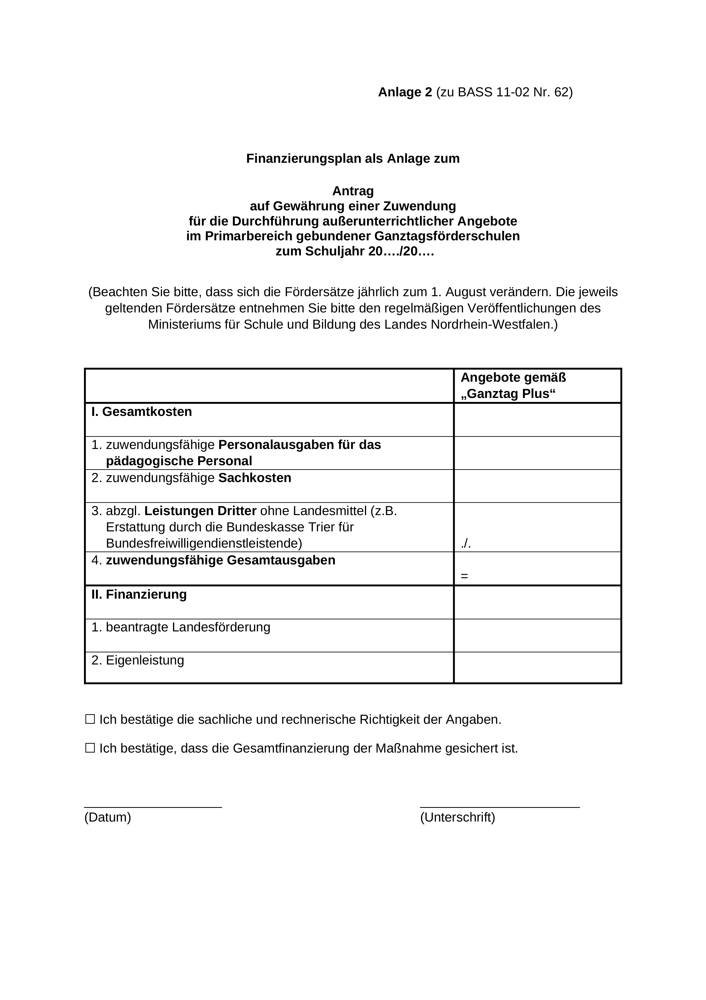 Anlage 2 (zu BASS 11-02 Nr. 62)
Finanzierungsplan als Anlage zum
Antrag
auf Gewährung einer Zuwendung
für die Durchführung außerunterrichtlicher Angebote
im Primarbereich gebundener Ganztagsförderschulen
zum Schuljahr 20…./20….
(Beachten Sie bitte, dass sich die Fördersätze jährlich zum 1. August verändern. Die jeweils
geltenden Fördersätze entnehmen Sie bitte den regelmäßigen Veröffentlichungen des
Ministeriums für Schule und Bildung des Landes Nordrhein-Westfalen.)
Angebote gemäß
„Ganztag Plus“
I. Gesamtkosten
1. zuwendungsfähige Personalausgaben für das
pädagogische Personal
2. zuwendungsfähige Sachkosten
3. abzgl. Leistungen Dritter ohne Landesmittel (z.B.
Erstattung durch die Bundeskasse Trier für
Bundesfreiwilligendienstleistende)
./.
4. zuwendungsfähige Gesamtausgaben
=
II. Finanzierung
1. beantragte Landesförderung
2. Eigenleistung
☐ Ich bestätige die sachliche und rechnerische Richtigkeit der Angaben.
☐ Ich bestätige, dass die Gesamtfinanzierung der Maßnahme gesichert ist.
___________________ ______________________
(Datum) (Unterschrift)